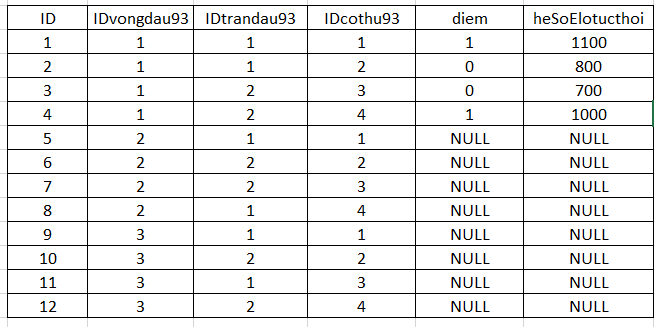 ID IDvongdau93 IDtrandau93 IDcothu93 diem heSoElotucthoi
1 1 1 1 1 1100
2 1 1 2 0 800
3 1 2 3 0 700
4 1 2 4 1 1000
5 2 1 1 NULL NULL
6 2 2 2 NULL NULL
7 2 2 3 NULL NULL
8 2 1 4 NULL NULL
9 3 1 1 NULL NULL
10 3 2 2 NULL NULL
11 3 1 3 NULL NULL
12 3 2 4 NULL NULL